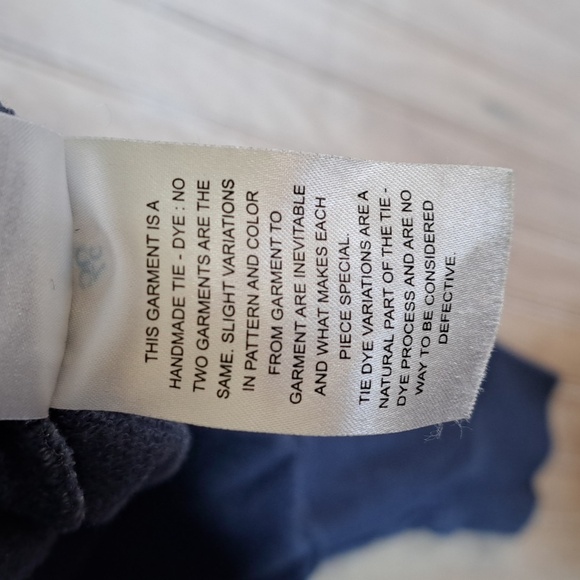 THIS GARMENT IS A
HANDMADE TIE - DYE : NO
TWO GARMENTS ARE THE
SAME. SLIGHT VARIATIONS
IN PATTERN AND COLOR
FROM GARMENT TO
GARMENT ARE INEVITABLE
AND WHAT MAKES EACH
PIECE SPECIAL.
TIE DYE VARIATIONS ARE A
NATURAL PART OF THE TIE -
DYE PROCESS AND ARE NO
WAY TO BE CONSIDERED
DEFECTIVE.